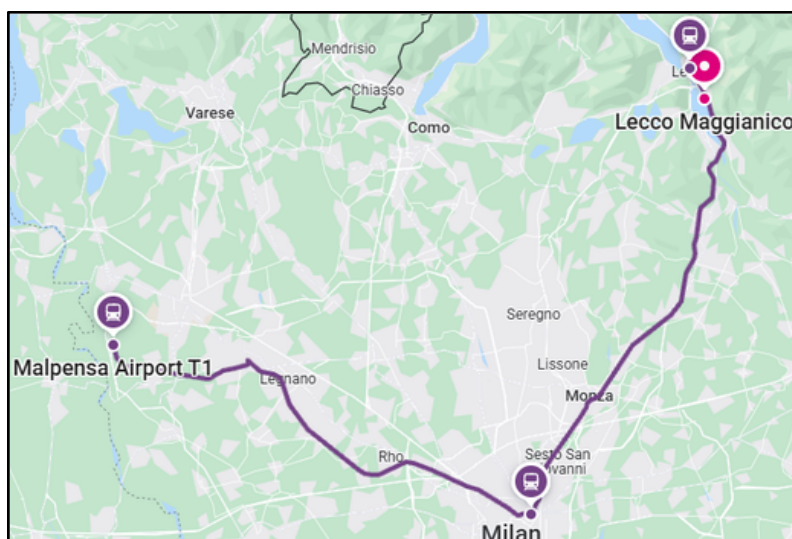 Mendrisio
Chiasso
Varese
Como
Lecco Maggianico
Seregno
Malpensa Airport T1
Lissone
Legnano
Monza
Rho
Sesto San
Milan